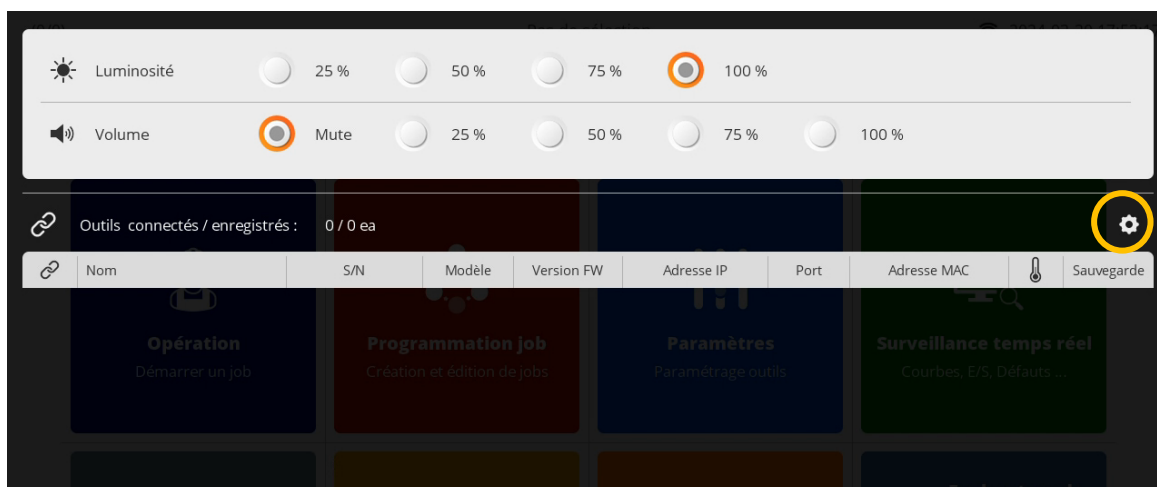 Luminosité 25 % 50 % 75 % 100 %
Volume Mute 25 % 50 % 75 % 100 %
Outils connectés / enregistrés : 0 / 0 ea
Nom S/N Modèle Version FW Adresse IP Port Adresse MAC Sauvegarde
Opération Programmation job Paramètres Surveillance temps réel
Démarrer un job Création et édition de jobs Paramétrage outils Courbes, E/S, Défauts ...